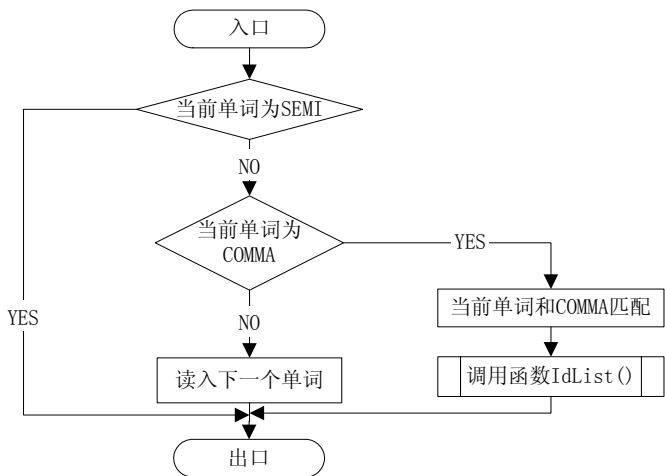 入口
当前单词为SEMI
NO
当前单词为
COMMA
YES
当前单词和COMMA匹配
YES
NO
读入下一个单词
调用函数IdList()
出口